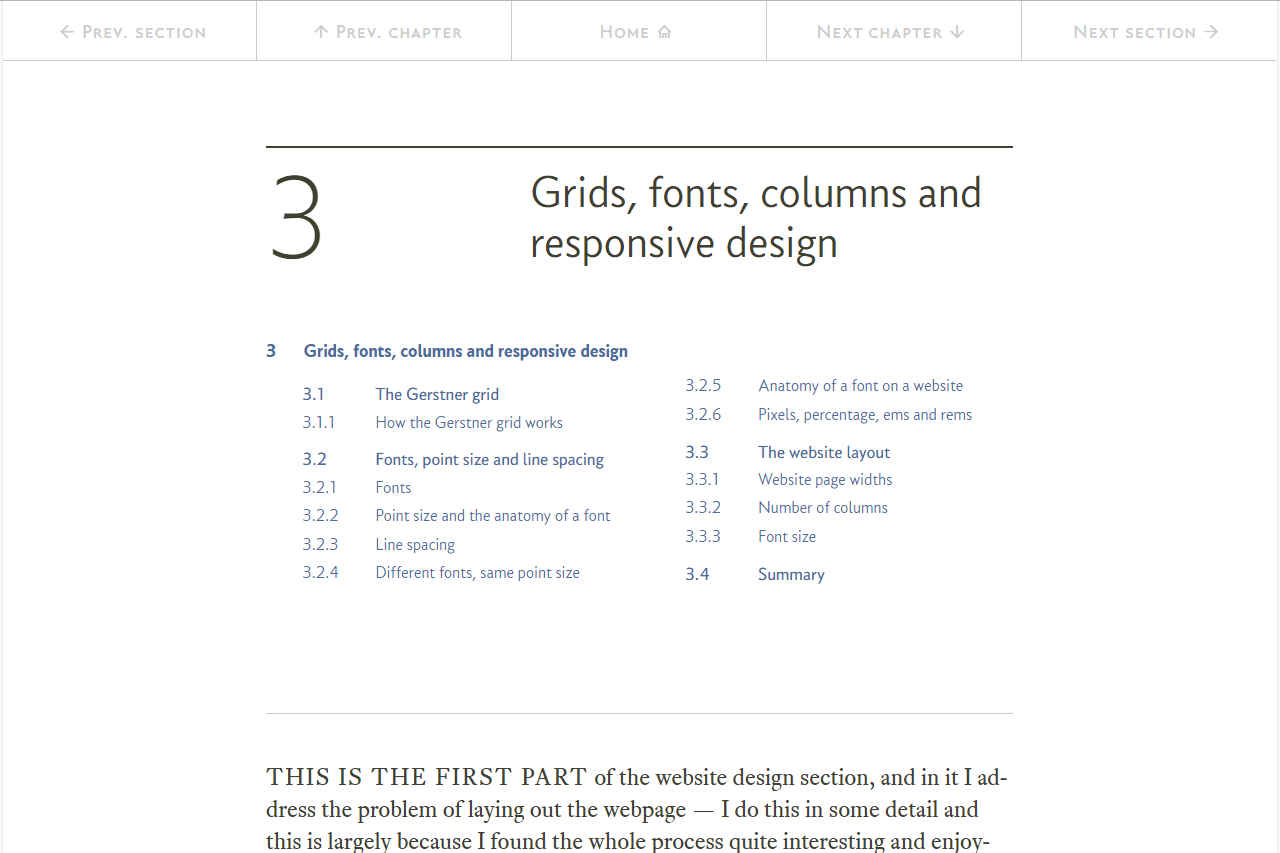 ← Prev. section ↑ Prev. chapter Home Next chapter ↓ Next section →
3
Grids, fonts, columns and
responsive design
3 Grids, fonts, columns and responsive design
3.1 The Gerstner grid
3.1.1 How the Gerstner grid works
3.2 Fonts, point size and line spacing
3.2.1 Fonts
3.2.2 Point size and the anatomy of a font
3.2.3 Line spacing
3.2.4 Different fonts, same point size
3.2.5 Anatomy of a font on a website
3.2.6 Pixels, percentage, ems and rems
3.3 The website layout
3.3.1 Website page widths
3.3.2 Number of columns
3.3.3 Font size
3.4 Summary
THIS IS THE FIRST PART of the website design section, and in it I ad-
dress the problem of laying out the webpage — I do this in some detail and
this is largely because I found the whole process quite interesting and enjoy-